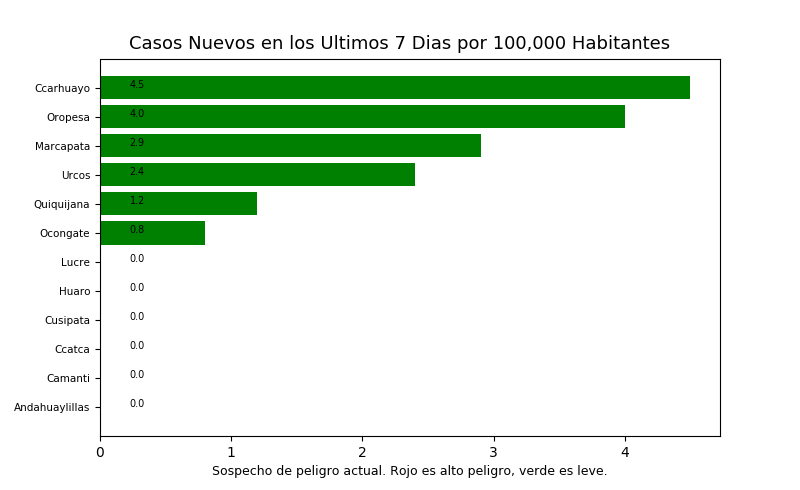 Casos Nuevos en los Ultimos 7 Dias por 100,000 Habitantes
Ccarhuayo 4.5
Oropesa 4.0
Marcapata 2.9
Urcos 2.4
Quiquijana 1.2
Ocongate 0.8
Lucre 0.0
Huaro 0.0
Cusipata 0.0
Ccatca 0.0
Camanti 0.0
Andahuaylillas 0.0
0 1 2 3 4
Sospecho de peligro actual. Rojo es alto peligro, verde es leve.